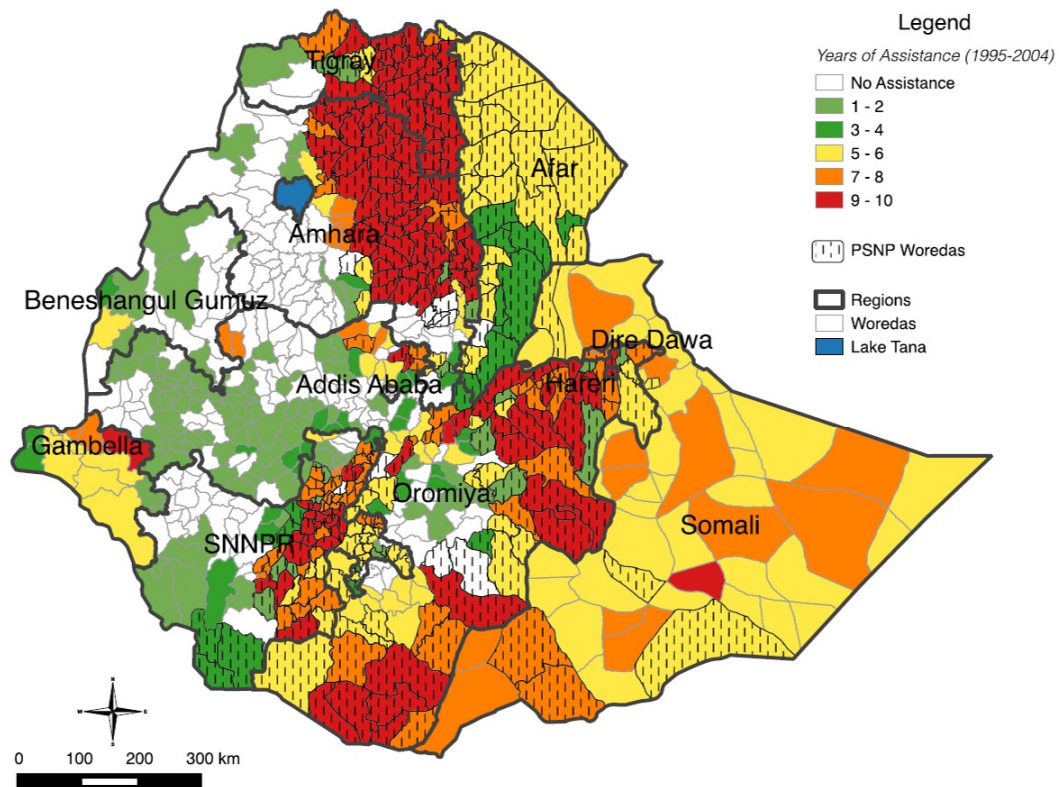 Legend
Years of Assistance (1995-2004)
No Assistance
1 - 2
3 - 4
5 - 6
7 - 8
9 - 10
PSNP Woredas
Regions
Woredas
Lake Tana
Tigray
Afar
Amhara
Beneshangul Gumuz
Dire Dawa
Addis Ababa
Hareri
Gambella
Oromiya
Somali
SNNPR
N
W
E
S
0 100 200 300 km